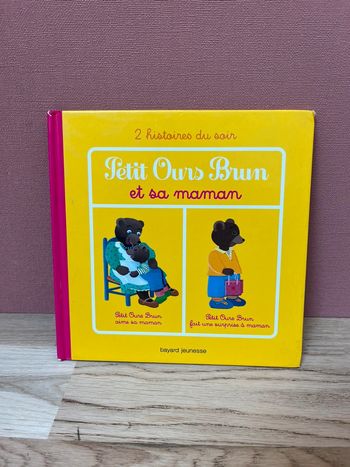 2 histoires du soir
Petit Ours Brun
et sa maman
Petit Ours Brun
aime sa maman
Petit Ours Brun
fait une surprise à maman
bayard jeunesse